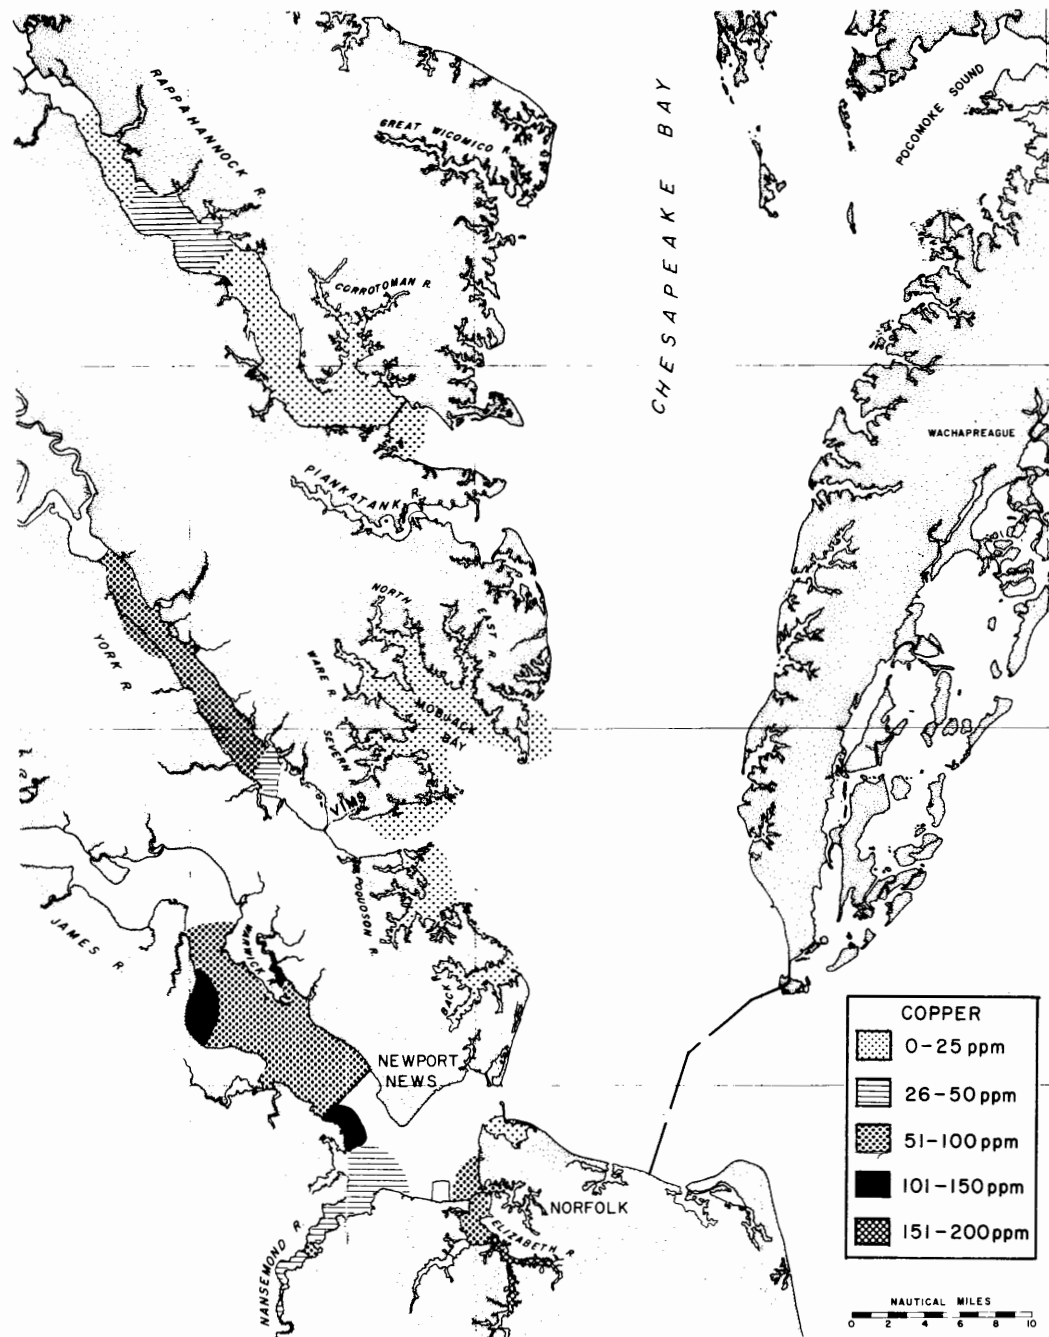 RAPPAHANNOCK R.
GREAT WICOMICO R.
CHESAPEAKE BAY
POCOMOKE SOUND
CORROTOMAN R.
WACHAPREAGUE
PIANKATANK R.
NORTH
EAST R.
YORK R.
WARE R.
MOBJACK
BAY
SEVERN
VIMS
POQUOSON R.
JAMES R.
WARWICK
BACK
NEWPORT
NEWS
NORFOLK
ELIZABETH R.
NANSEMOND R.
COPPER
0-25 ppm
26-50 ppm
51-100 ppm
101-150 ppm
151-200 ppm
NAUTICAL MILES
0 2 4 6 8 10